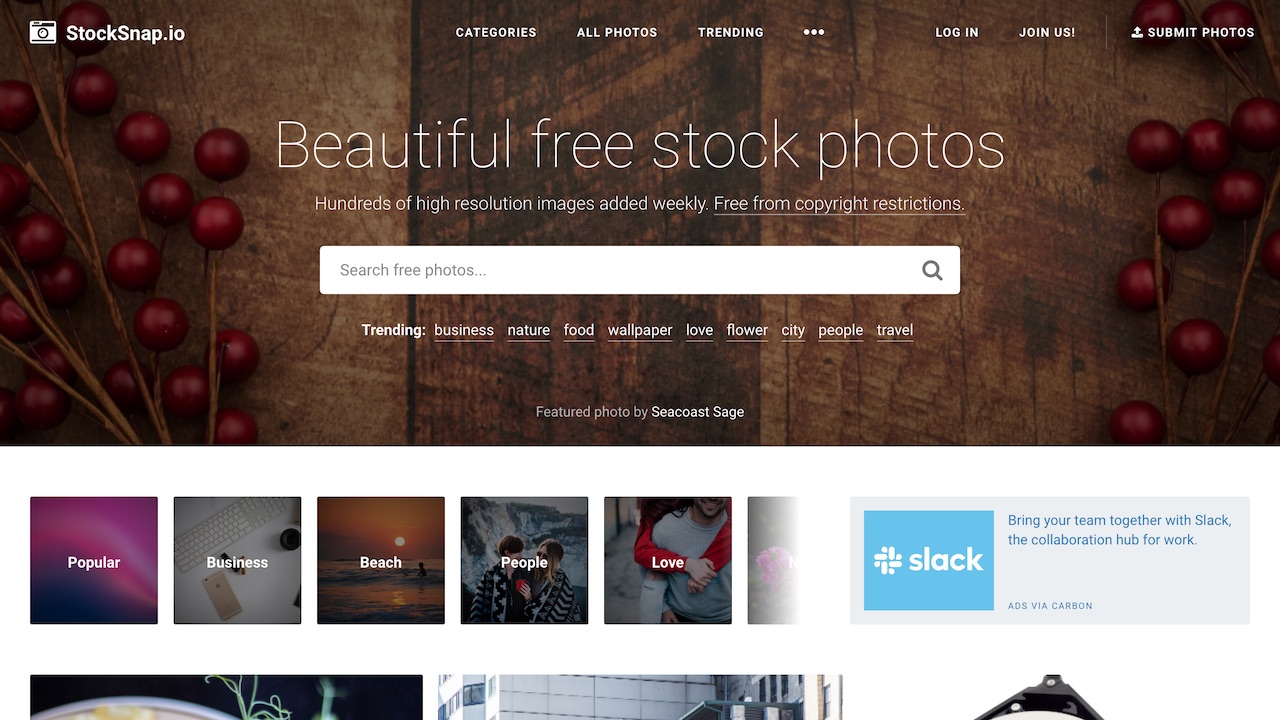 StockSnap.io
CATEGORIES
ALL PHOTOS
TRENDING
•••
LOG IN
JOIN US!
SUBMIT PHOTOS
Beautiful free stock photos
Hundreds of high resolution images added weekly. Free from copyright restrictions.
Search free photos...
Trending: business nature food wallpaper love flower city people travel
Featured photo by Seacoast Sage
Popular
Business
Beach
People
Love
slack
Bring your team together with Slack,
the collaboration hub for work.
ADS VIA CARBON